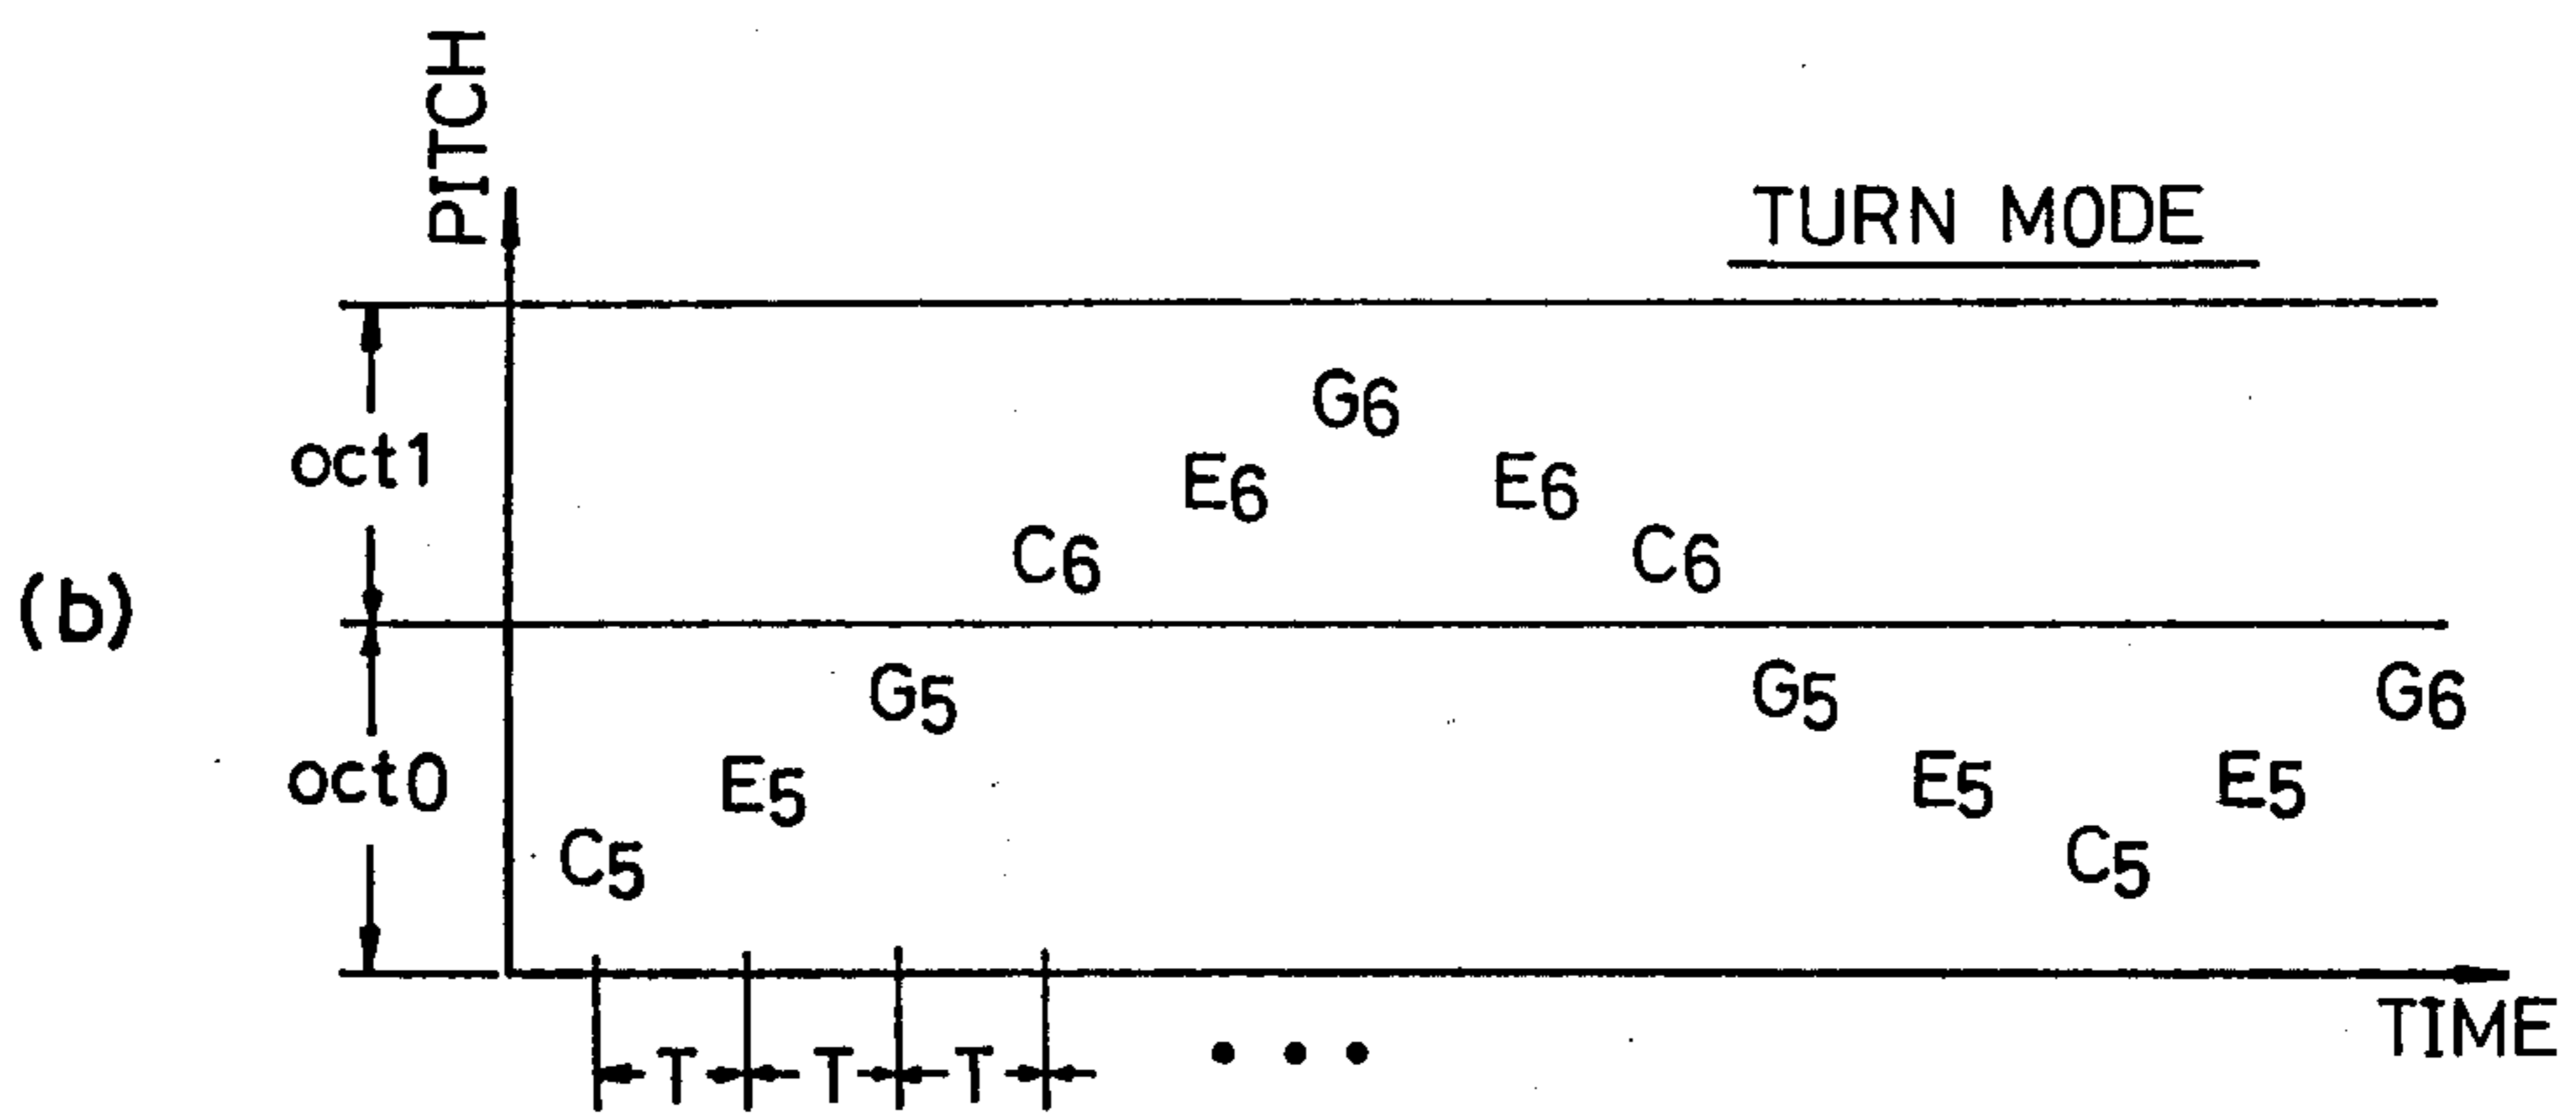 PITCH
TURN MODE
G6
oct1
E6 E6
C6 C6
(b)
G5 G5 G6
oct0
E5 E5 E5
C5 C5
TIME
T T T • • •